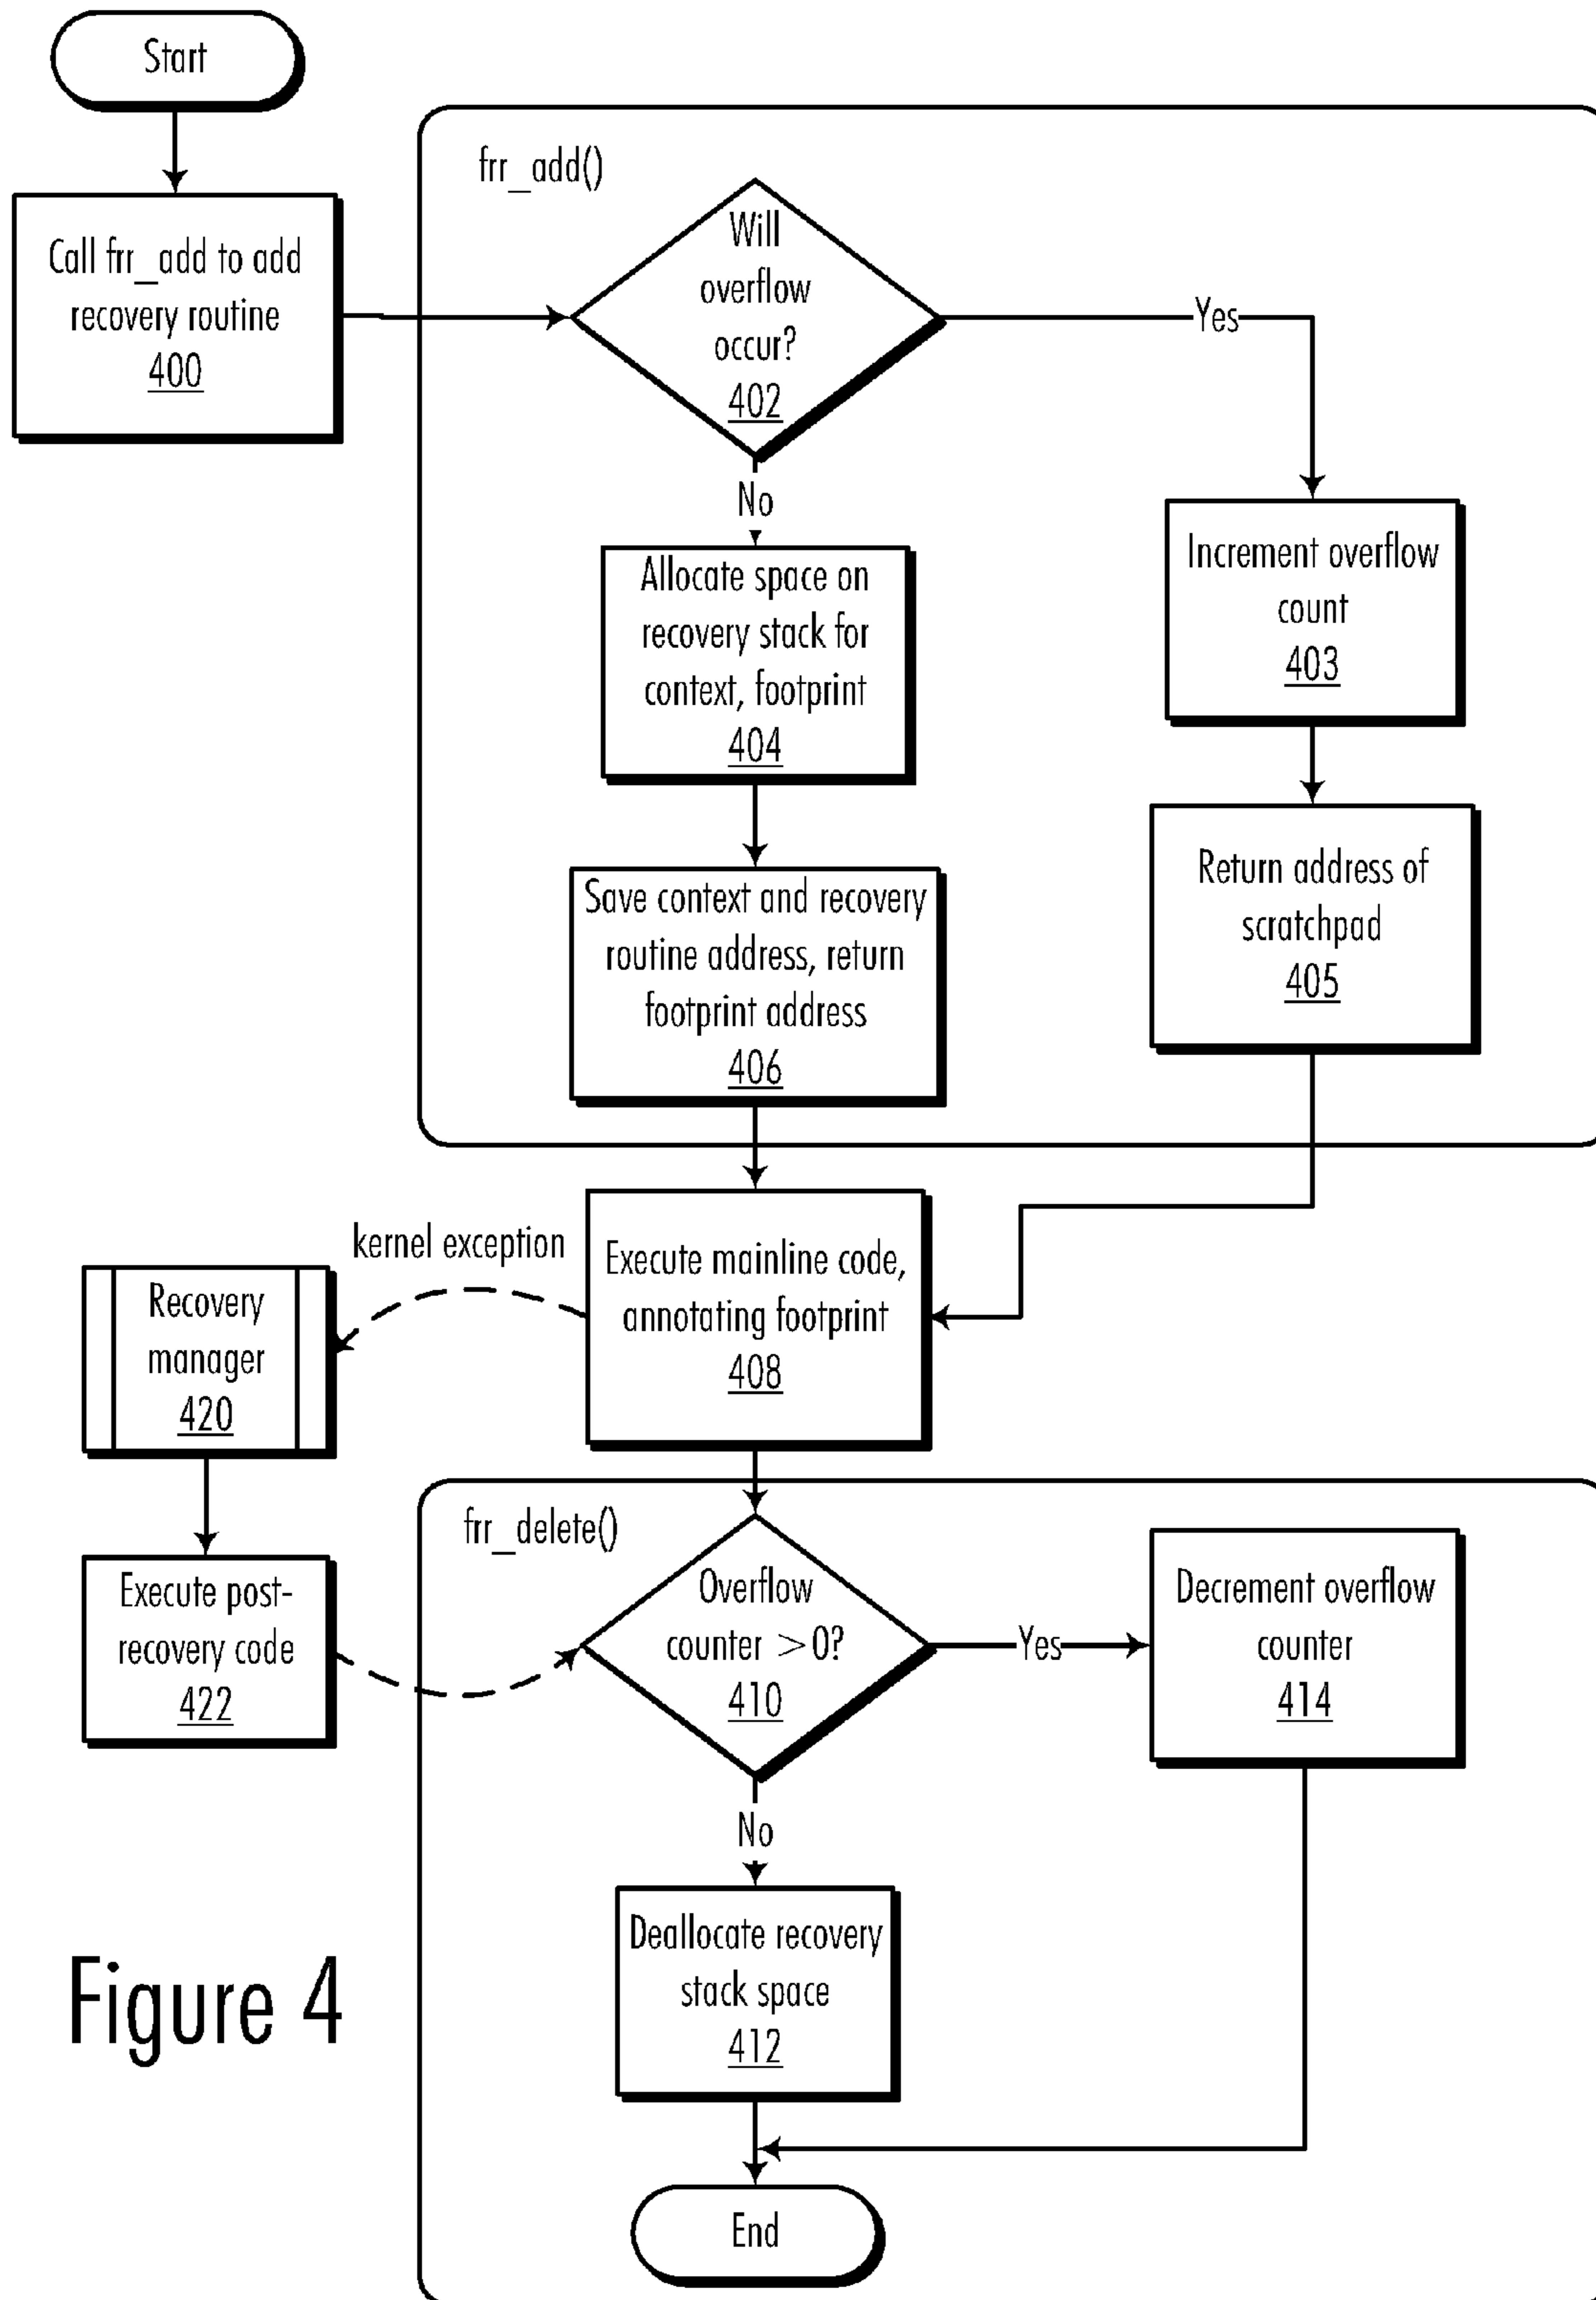 Start
Call frr_add to add
recovery routine
400
frr_add()
Will
overflow
occur?
402
Yes
No
Allocate space on
recovery stack for
context, footprint
404
Increment overflow
count
403
Save context and recovery
routine address, return
footprint address
406
Return address of
scratchpad
405
kernel exception
Execute mainline code,
annotating footprint
408
Recovery
manager
420
Execute post-
recovery code
422
frr_delete()
Overflow
counter >0?
410
Yes
Decrement overflow
counter
414
No
Deallocate recovery
stack space
412
End
Figure 4